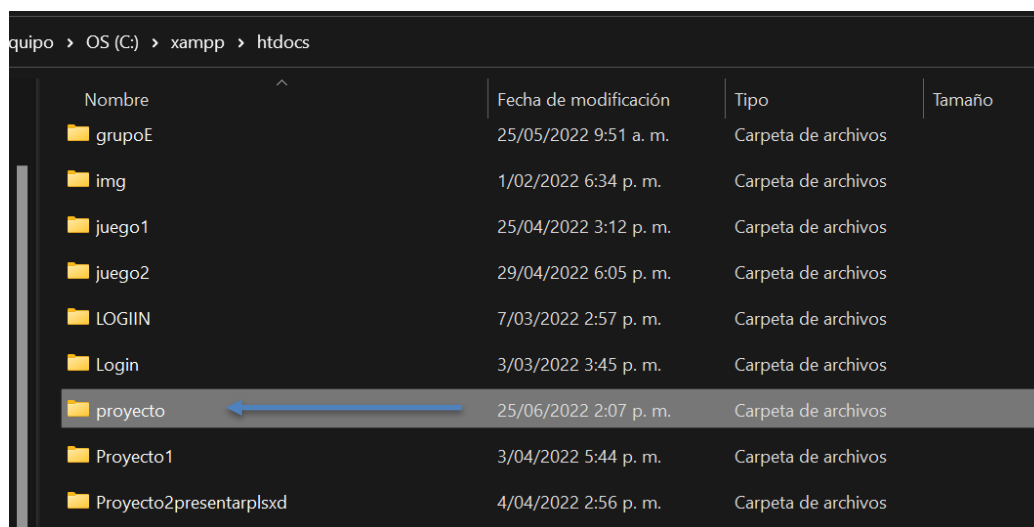 quipo > OS (C:) > xampp > htdocs
Nombre Fecha de modificación Tipo Tamaño
grupoE 25/05/2022 9:51 a. m. Carpeta de archivos
img 1/02/2022 6:34 p. m. Carpeta de archivos
juego1 25/04/2022 3:12 p. m. Carpeta de archivos
juego2 29/04/2022 6:05 p. m. Carpeta de archivos
LOGIIN 7/03/2022 2:57 p. m. Carpeta de archivos
Login 3/03/2022 3:45 p. m. Carpeta de archivos
proyecto 25/06/2022 2:07 p. m. Carpeta de archivos
Proyecto1 3/04/2022 5:44 p. m. Carpeta de archivos
Proyecto2presentarplsxd 4/04/2022 2:56 p. m. Carpeta de archivos